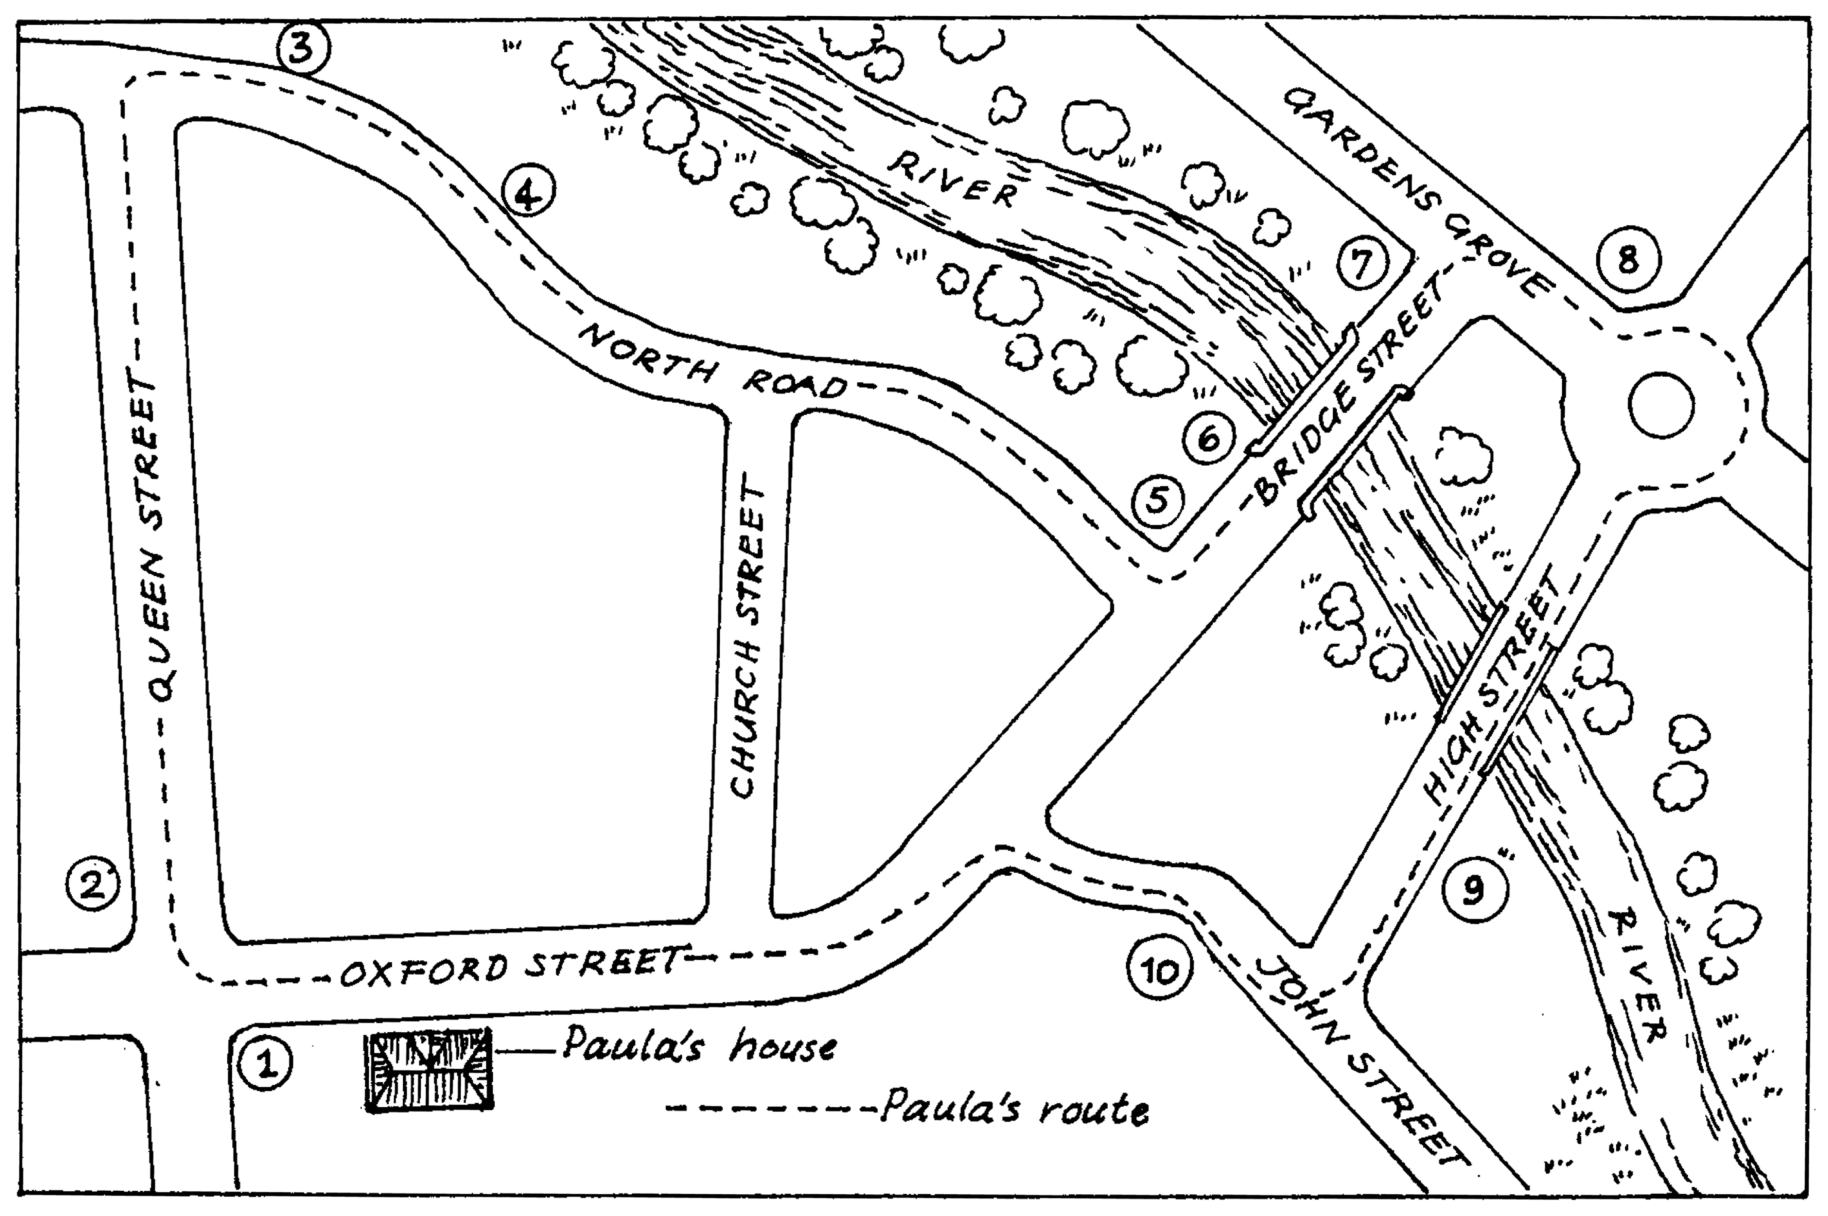 3
GARDENS GROVE
4
RIVER
7
8
NORTH ROAD
BRIDGE STREET
6
5
QUEEN STREET
CHURCH STREET
HIGH STREET
2
9
OXFORD STREET
10
RIVER
JOHN STREET
1
Paula's house
Paula's route